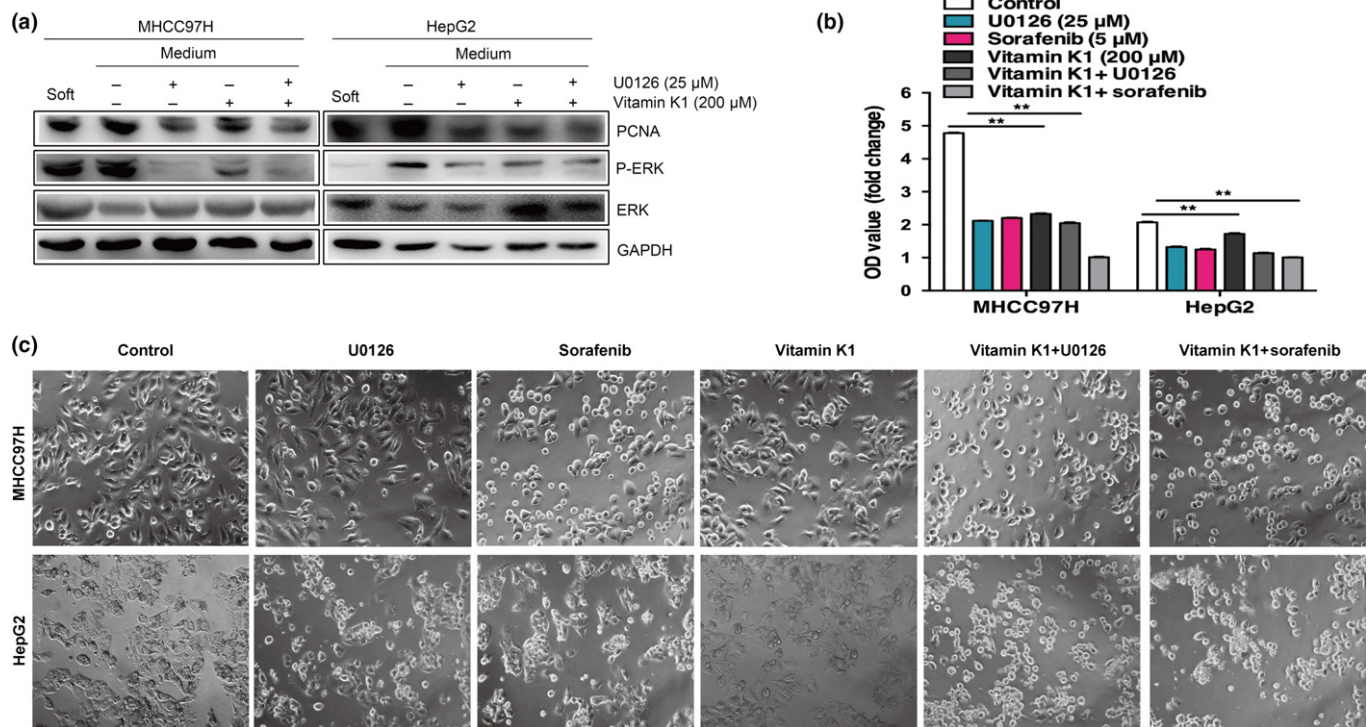 (a)
MHCC97H
HepG2
Medium
Medium
Soft
– + – +
Soft
– + – +
U0126 (25 µM)
– – + +
– – + +
Vitamin K1 (200 µM)
PCNA
P-ERK
ERK
GAPDH
(b)
Control
U0126 (25 µM)
Sorafenib (5 µM)
Vitamin K1 (200 µM)
Vitamin K1+ U0126
Vitamin K1+ sorafenib
OD value (fold change)
6
5
4
3
2
1
0
**
**
**
**
MHCC97H
HepG2
(c)
Control
U0126
Sorafenib
Vitamin K1
Vitamin K1+U0126
Vitamin K1+sorafenib
MHCC97H
HepG2